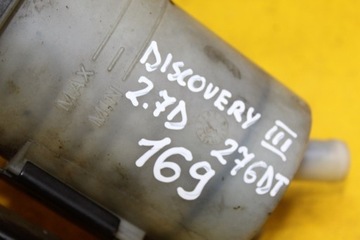 MAX
MIN
DISCOVERY III
2.7D 276DT
169